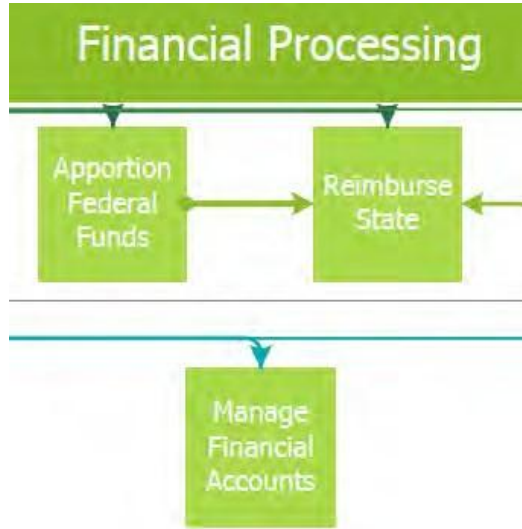 Financial Processing
Apportion
Federal
Funds
Reimburse
State
Manage
Financial
Accounts